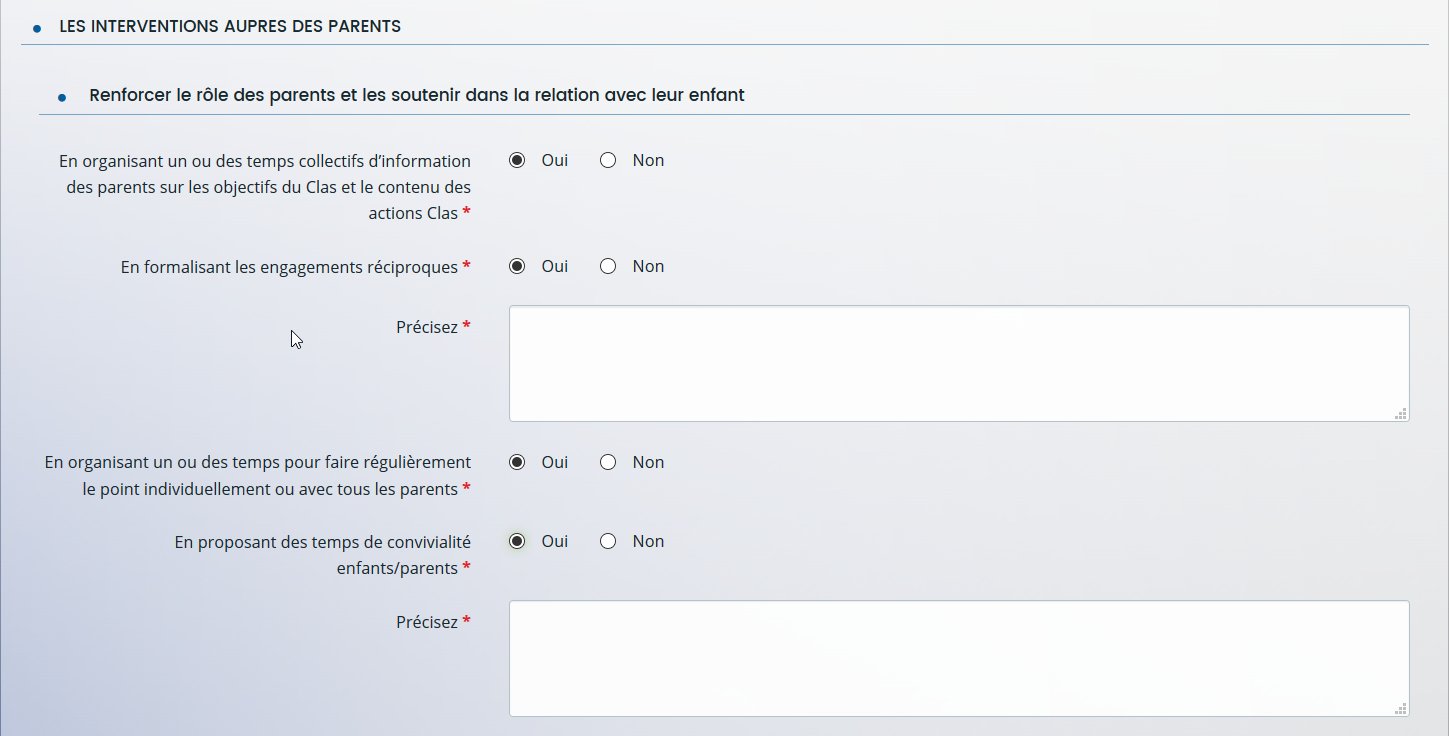 LES INTERVENTIONS AUPRES DES PARENTS
Renforcer le rôle des parents et les soutenir dans la relation avec leur enfant
En organisant un ou des temps collectifs d’information
des parents sur les objectifs du Clas et le contenu des
actions Clas *
Oui Non
En formalisant les engagements réciproques *
Oui Non
Précisez *
En organisant un ou des temps pour faire régulièrement
le point individuellement ou avec tous les parents *
Oui Non
En proposant des temps de convivialité
enfants/parents *
Oui Non
Précisez *